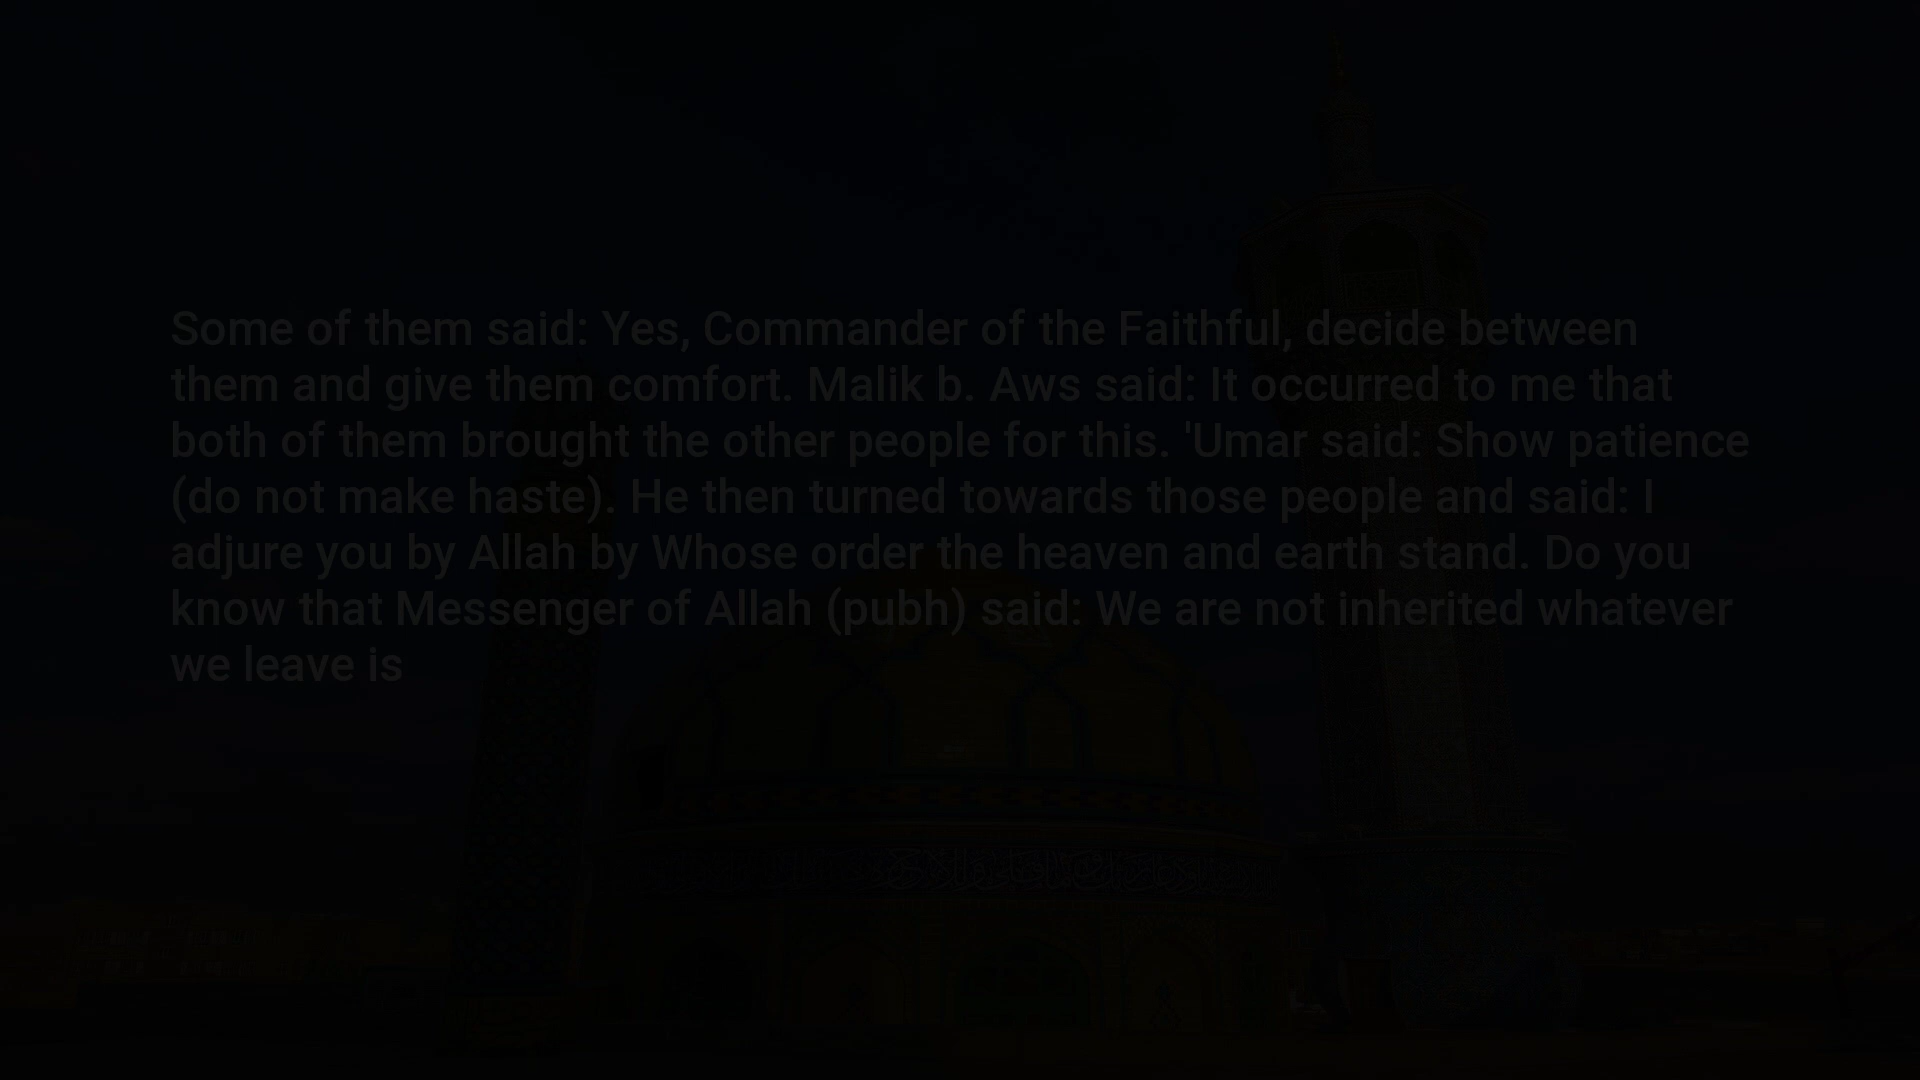 Some of them said: Yes, Commander of the Faithful, decide between
them and give them comfort. Malik b. Aws said: It occurred to me that
both of them brought the other people for this. 'Umar said: Show patience
(do not make haste). He then turned towards those people and said: I
adjure you by Allah by Whose order the heaven and earth stand. Do you
know that Messenger of Allah (pubh) said: We are not inherited whatever
we leave is